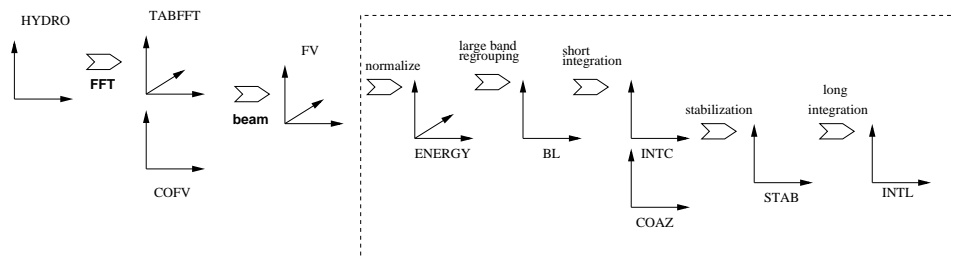 HYDRO
FFT
TABFFT
COFV
beam
FV
normalize
ENERGY
large band
regrouping
BL
short
integration
INTC
COAZ
stabilization
STAB
long
integration
INTL